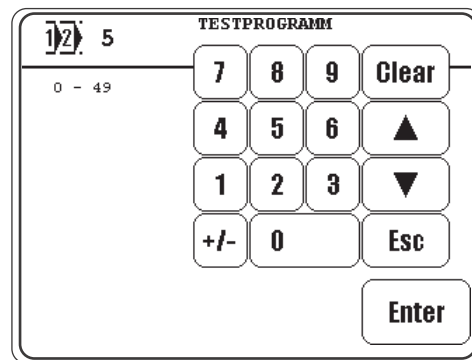 TESTPROGRAMM
1 2 5
0 - 49
7 8 9 Clear
4 5 6 ▲
1 2 3 ▼
+/- 0 Esc
Enter